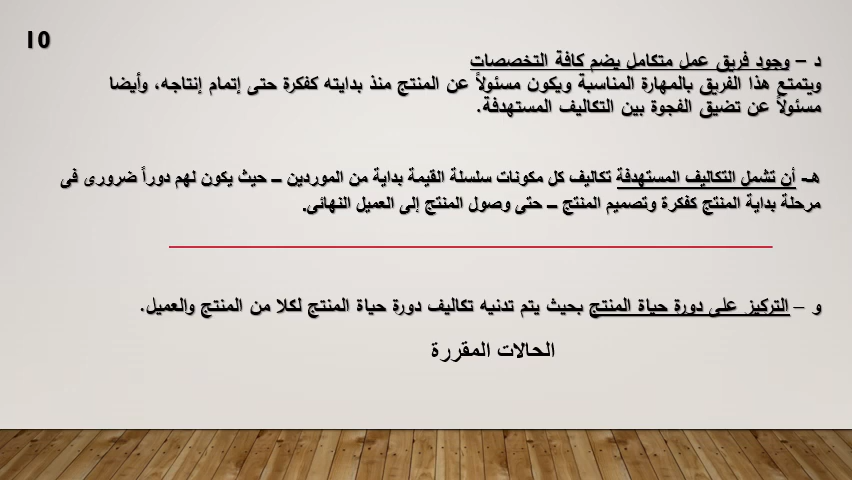 10
د – وجود فريق عمل متكامل يضم كافة التخصصات
ويتمتع هذا الفريق بالمهارة المناسبة ويكون مسئولاً عن المنتج منذ بدايته كفكرة حتى إتمام إنتاجه، وأيضا
مسئولاً عن تضيق الفجوة بين التكاليف المستهدفة.
هـ- أن تشمل التكاليف المستهدفة تكاليف كل مكونات سلسلة القيمة بداية من الموردين ــ حيث يكون لهم دوراً ضرورى فى
مرحلة بداية المنتج كفكرة وتصميم المنتج ــ حتى وصول المنتج إلى العميل النهائى.
و – التركيز على دورة حياة المنتج بحيث يتم تدنيه تكاليف دورة حياة المنتج لكلا من المنتج والعميل.
الحالات المقررة